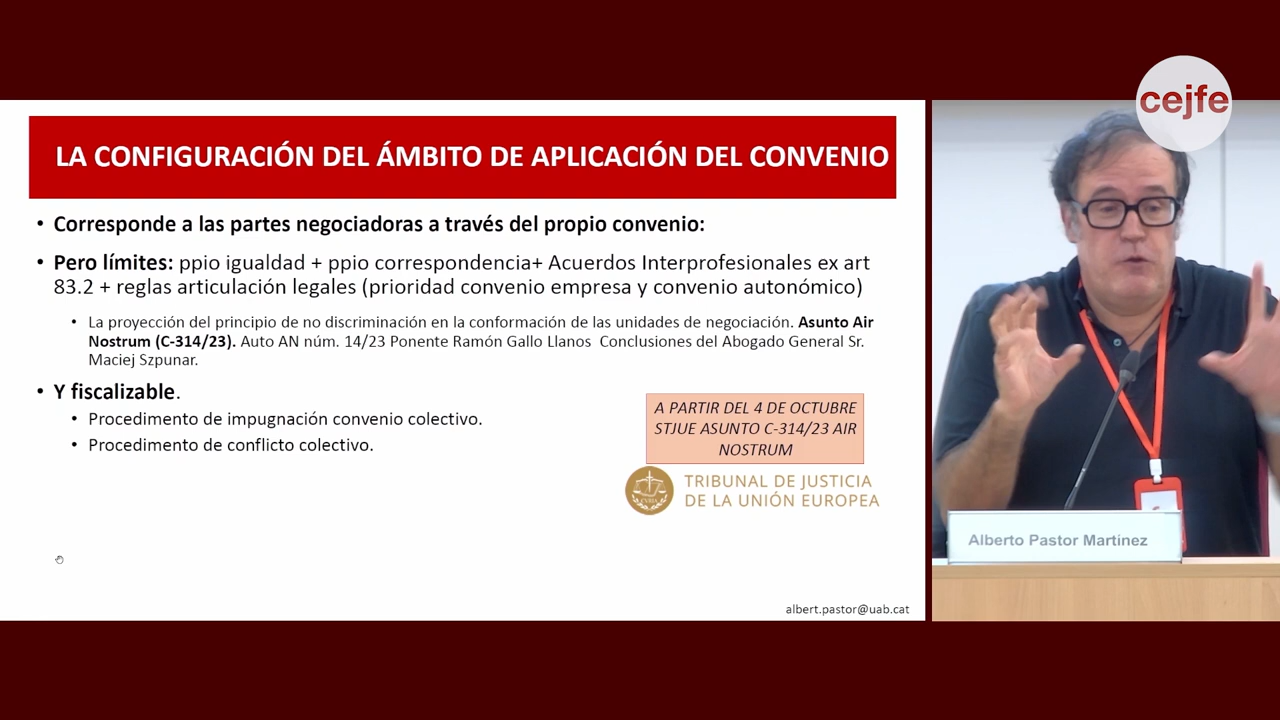 cejfe
LA CONFIGURACIÓN DEL ÁMBITO DE APLICACIÓN DEL CONVENIO
• Corresponde a las partes negociadoras a través del propio convenio:
• Pero límites: ppio igualdad + ppio correspondencia+ Acuerdos Interprofesionales ex art
83.2 + reglas articulación legales (prioridad convenio empresa y convenio autonómico)
• La proyección del principio de no discriminación en la conformación de las unidades de negociación. Asunto Air
Nostrum (C-314/23). Auto AN núm. 14/23 Ponente Ramón Gallo Llanos Conclusiones del Abogado General Sr.
Maciej Szpunar.
• Y fiscalizable.
• Procedimento de impugnación convenio colectivo.
• Procedimento de conflicto colectivo.
A PARTIR DEL 4 DE OCTUBRE
STJUE ASUNTO C-314/23 AIR
NOSTRUM
TRIBUNAL DE JUSTICIA
DE LA UNIÓN EUROPEA
albert.pastor@uab.cat
Alberto Pastor Martínez